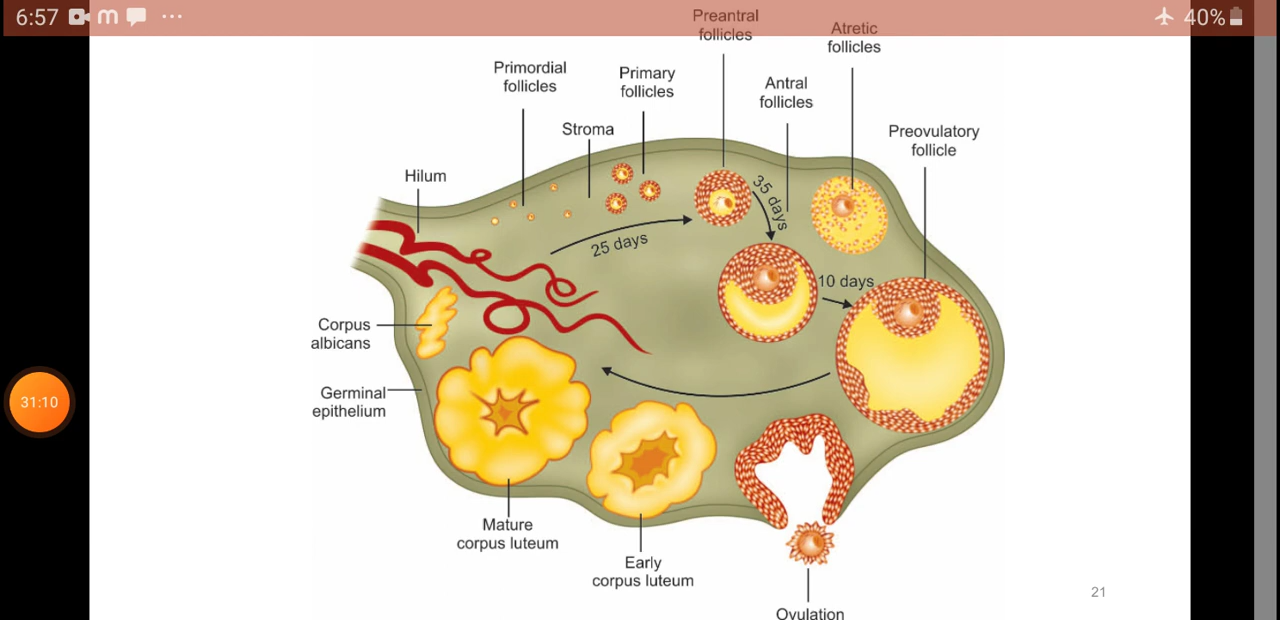 6:57
m
40%
Preantral
follicles
Atretic
follicles
Primordial
follicles
Primary
follicles
Antral
follicles
Stroma
Preovulatory
follicle
Hilum
35 days
25 days
10 days
Corpus
albicans
Germinal
epithelium
31:10
Mature
corpus luteum
Early
corpus luteum
Ovulation
21